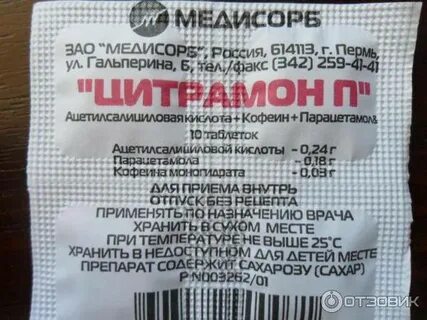 МЕДИСОРБ
ЗАО "МЕДИСОРБ", РОССИЯ, 614113, г. Пермь,
ул. Гальперина, 6, тел./факс (342) 259-41-41
"ЦИТРАМОН П"
Ацетилсалициловая кислота + Кофеин + Парацетамол
10 таблеток
Ацетилсалициловой кислоты - 0,24 г
Парацетамола - 0,18 г
Кофеина моногидрата - 0,03 г
ДЛЯ ПРИЕМА ВНУТРЬ
ОТПУСК БЕЗ РЕЦЕПТА
ПРИМЕНЯТЬ ПО НАЗНАЧЕНИЮ ВРАЧА
ХРАНИТЬ В СУХОМ МЕСТЕ
ПРИ ТЕМПЕРАТУРЕ НЕ ВЫШЕ 25°С
ХРАНИТЬ В НЕДОСТУПНОМ ДЛЯ ДЕТЕЙ МЕСТЕ
ПРЕПАРАТ СОДЕРЖИТ САХАРОЗУ (САХАР)
Р N003262/01
ОТЗОВИК